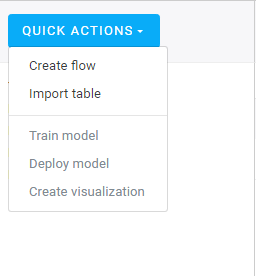 QUICK ACTIONS
Create flow
Import table
Train model
Deploy model
Create visualization